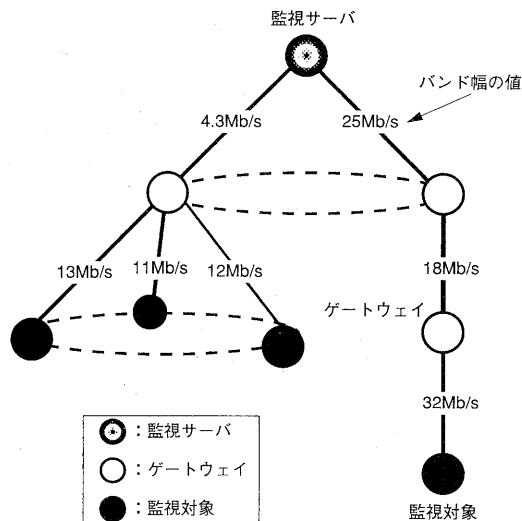 監視サーバ
バンド幅の値
4.3Mb/s
25Mb/s
13Mb/s
11Mb/s
12Mb/s
18Mb/s
ゲートウェイ
32Mb/s
監視対象
：監視サーバ
：ゲートウェイ
：監視対象